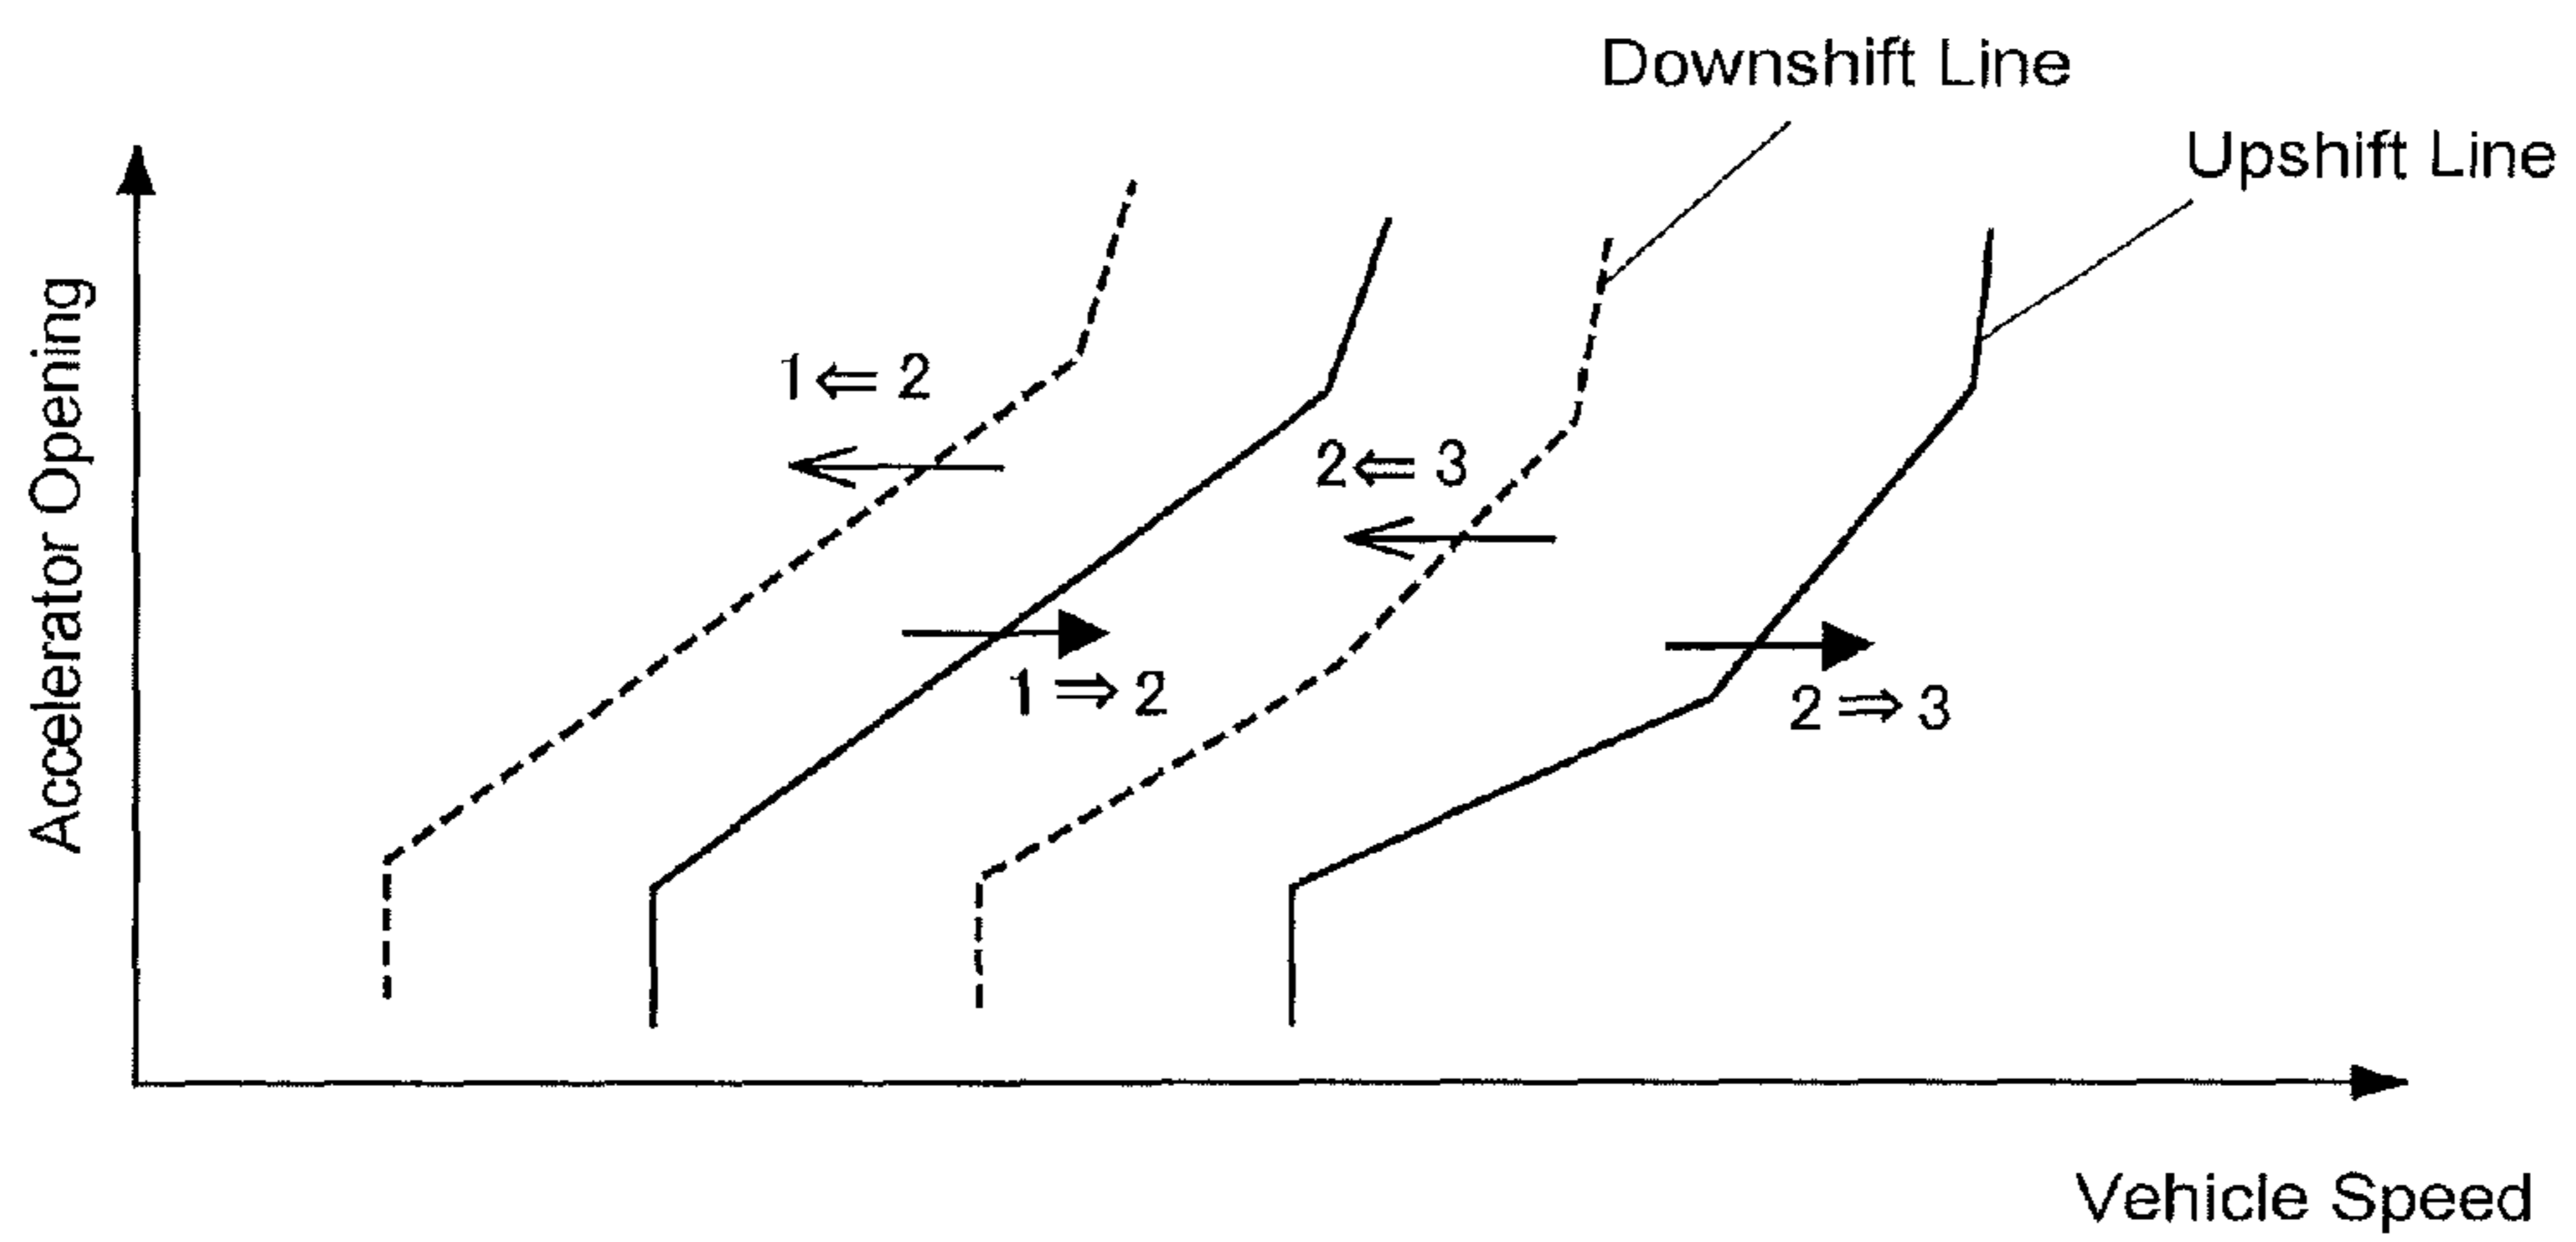 Downshift Line
Upshift Line
Accelerator Opening
1⇐2
2⇐3
1⇒2
2⇒3
Vehicle Speed